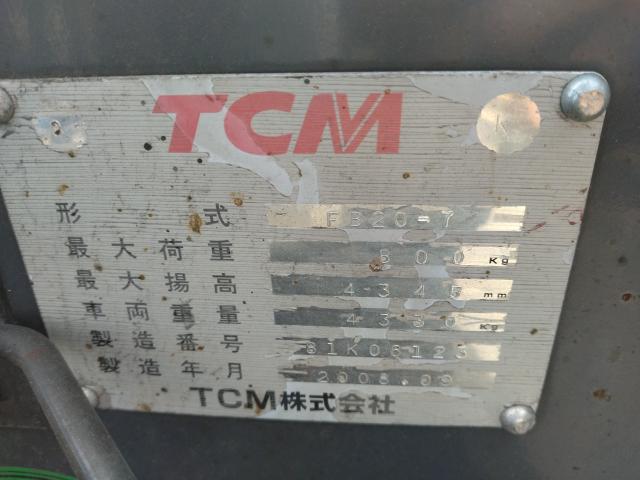 TCM
K
形式 FB20-7
最大荷重 800 Kg
最大揚高 4345 mm
車両重量 4330 Kg
製造番号 81K06123
製造年月 2008.09
TCM株式会社